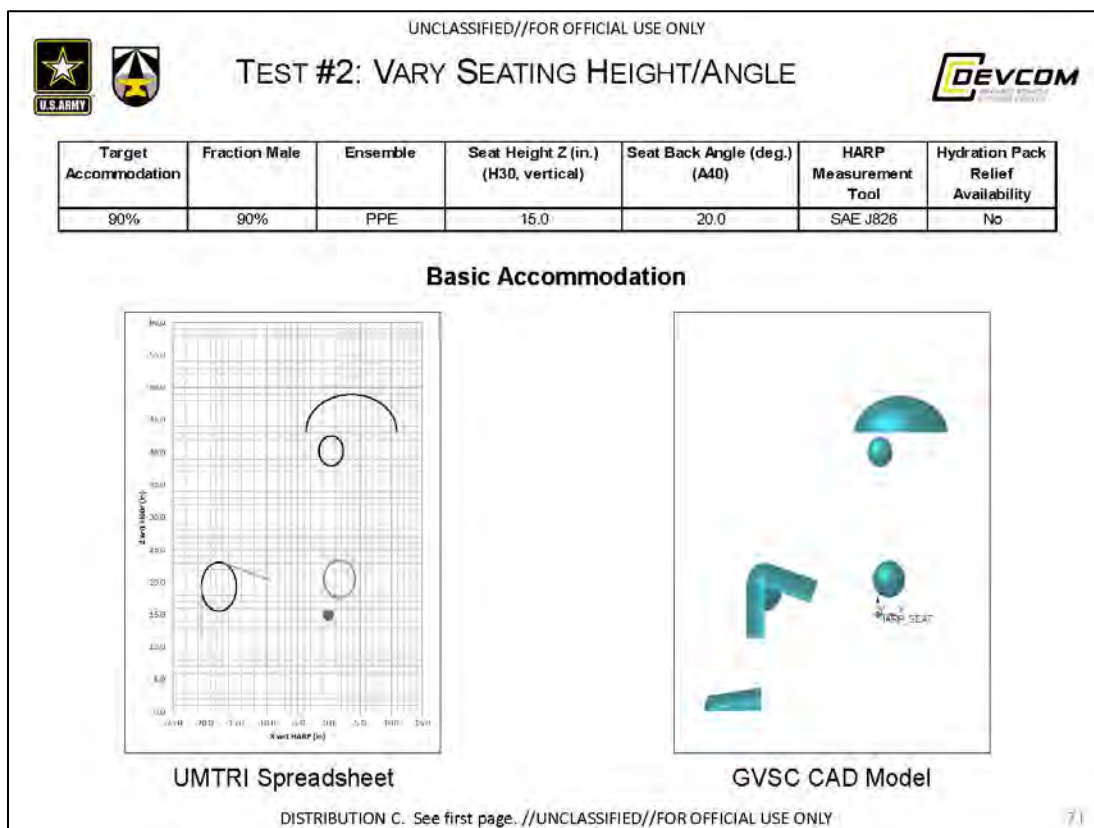 UNCLASSIFIED//FOR OFFICIAL USE ONLY
U.S.ARMY
TEST #2: VARY SEATING HEIGHT/ANGLE
DEVCOM
Target Accommodation
Fraction Male
Ensemble
Seat Height Z (in.) (H30, vertical)
Seat Back Angle (deg.) (A40)
HARP Measurement Tool
Hydration Pack Relief Availability
90%
90%
PPE
15.0
20.0
SAE J826
No
Basic Accommodation
X wrt HARP (in)
HARP_SEAT
UMTRI Spreadsheet
GVSC CAD Model
DISTRIBUTION C. See first page. //UNCLASSIFIED//FOR OFFICIAL USE ONLY
71